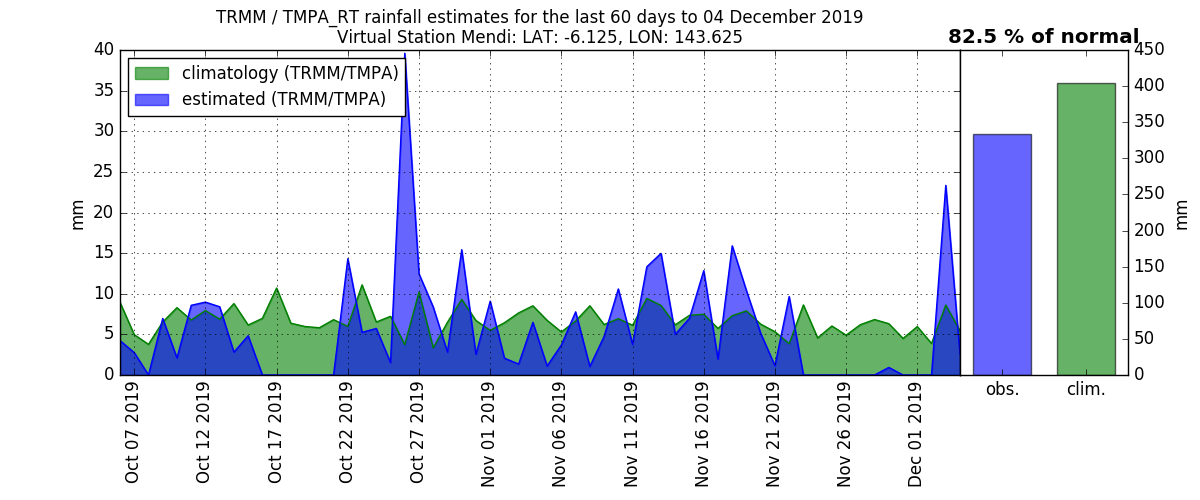 TRMM / TMPA_RT rainfall estimates for the last 60 days to 04 December 2019
Virtual Station Mendi: LAT: -6.125, LON: 143.625
82.5 % of normal
climatology (TRMM/TMPA)
estimated (TRMM/TMPA)
mm
40
35
30
25
20
15
10
5
0
Oct 07 2019
Oct 12 2019
Oct 17 2019
Oct 22 2019
Oct 27 2019
Nov 01 2019
Nov 06 2019
Nov 11 2019
Nov 16 2019
Nov 21 2019
Nov 26 2019
Dec 01 2019
obs.
clim.
450
400
350
300
250
200
150
100
50
0
mm